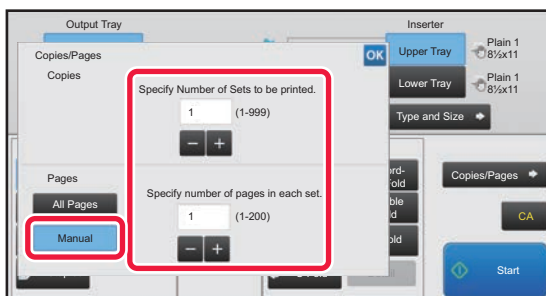 Output Tray
Inserter
Copies/Pages
OK
Upper Tray
Plain 1
8½x11
Copies
Specify Number of Sets to be printed.
1
(1-999)
Lower Tray
Plain 1
8½x11
Type and Size
Pages
Specify number of pages in each set.
All Pages
1
(1-200)
Manual
Copies/Pages
CA
Start